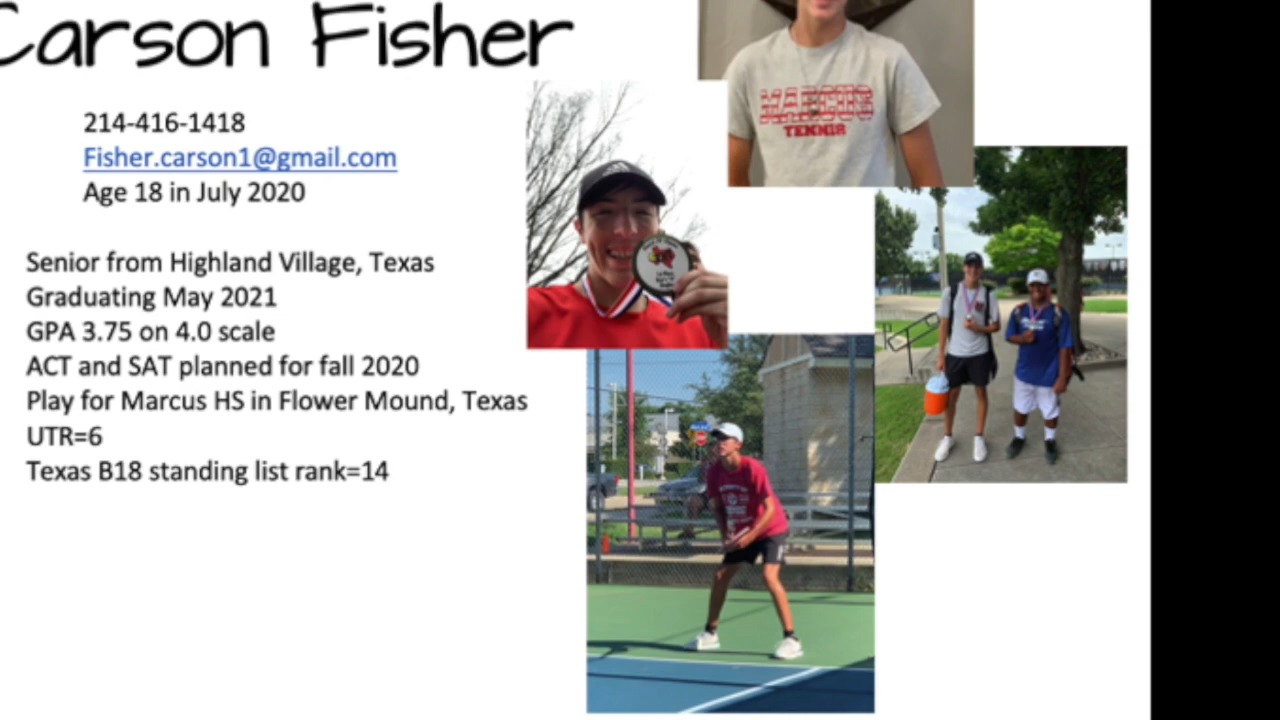 Carson Fisher
214-416-1418
Fisher.carson1@gmail.com
Age 18 in July 2020
Senior from Highland Village, Texas
Graduating May 2021
GPA 3.75 on 4.0 scale
ACT and SAT planned for fall 2020
Play for Marcus HS in Flower Mound, Texas
UTR=6
Texas B18 standing list rank=14
MARCUS
TENNIS